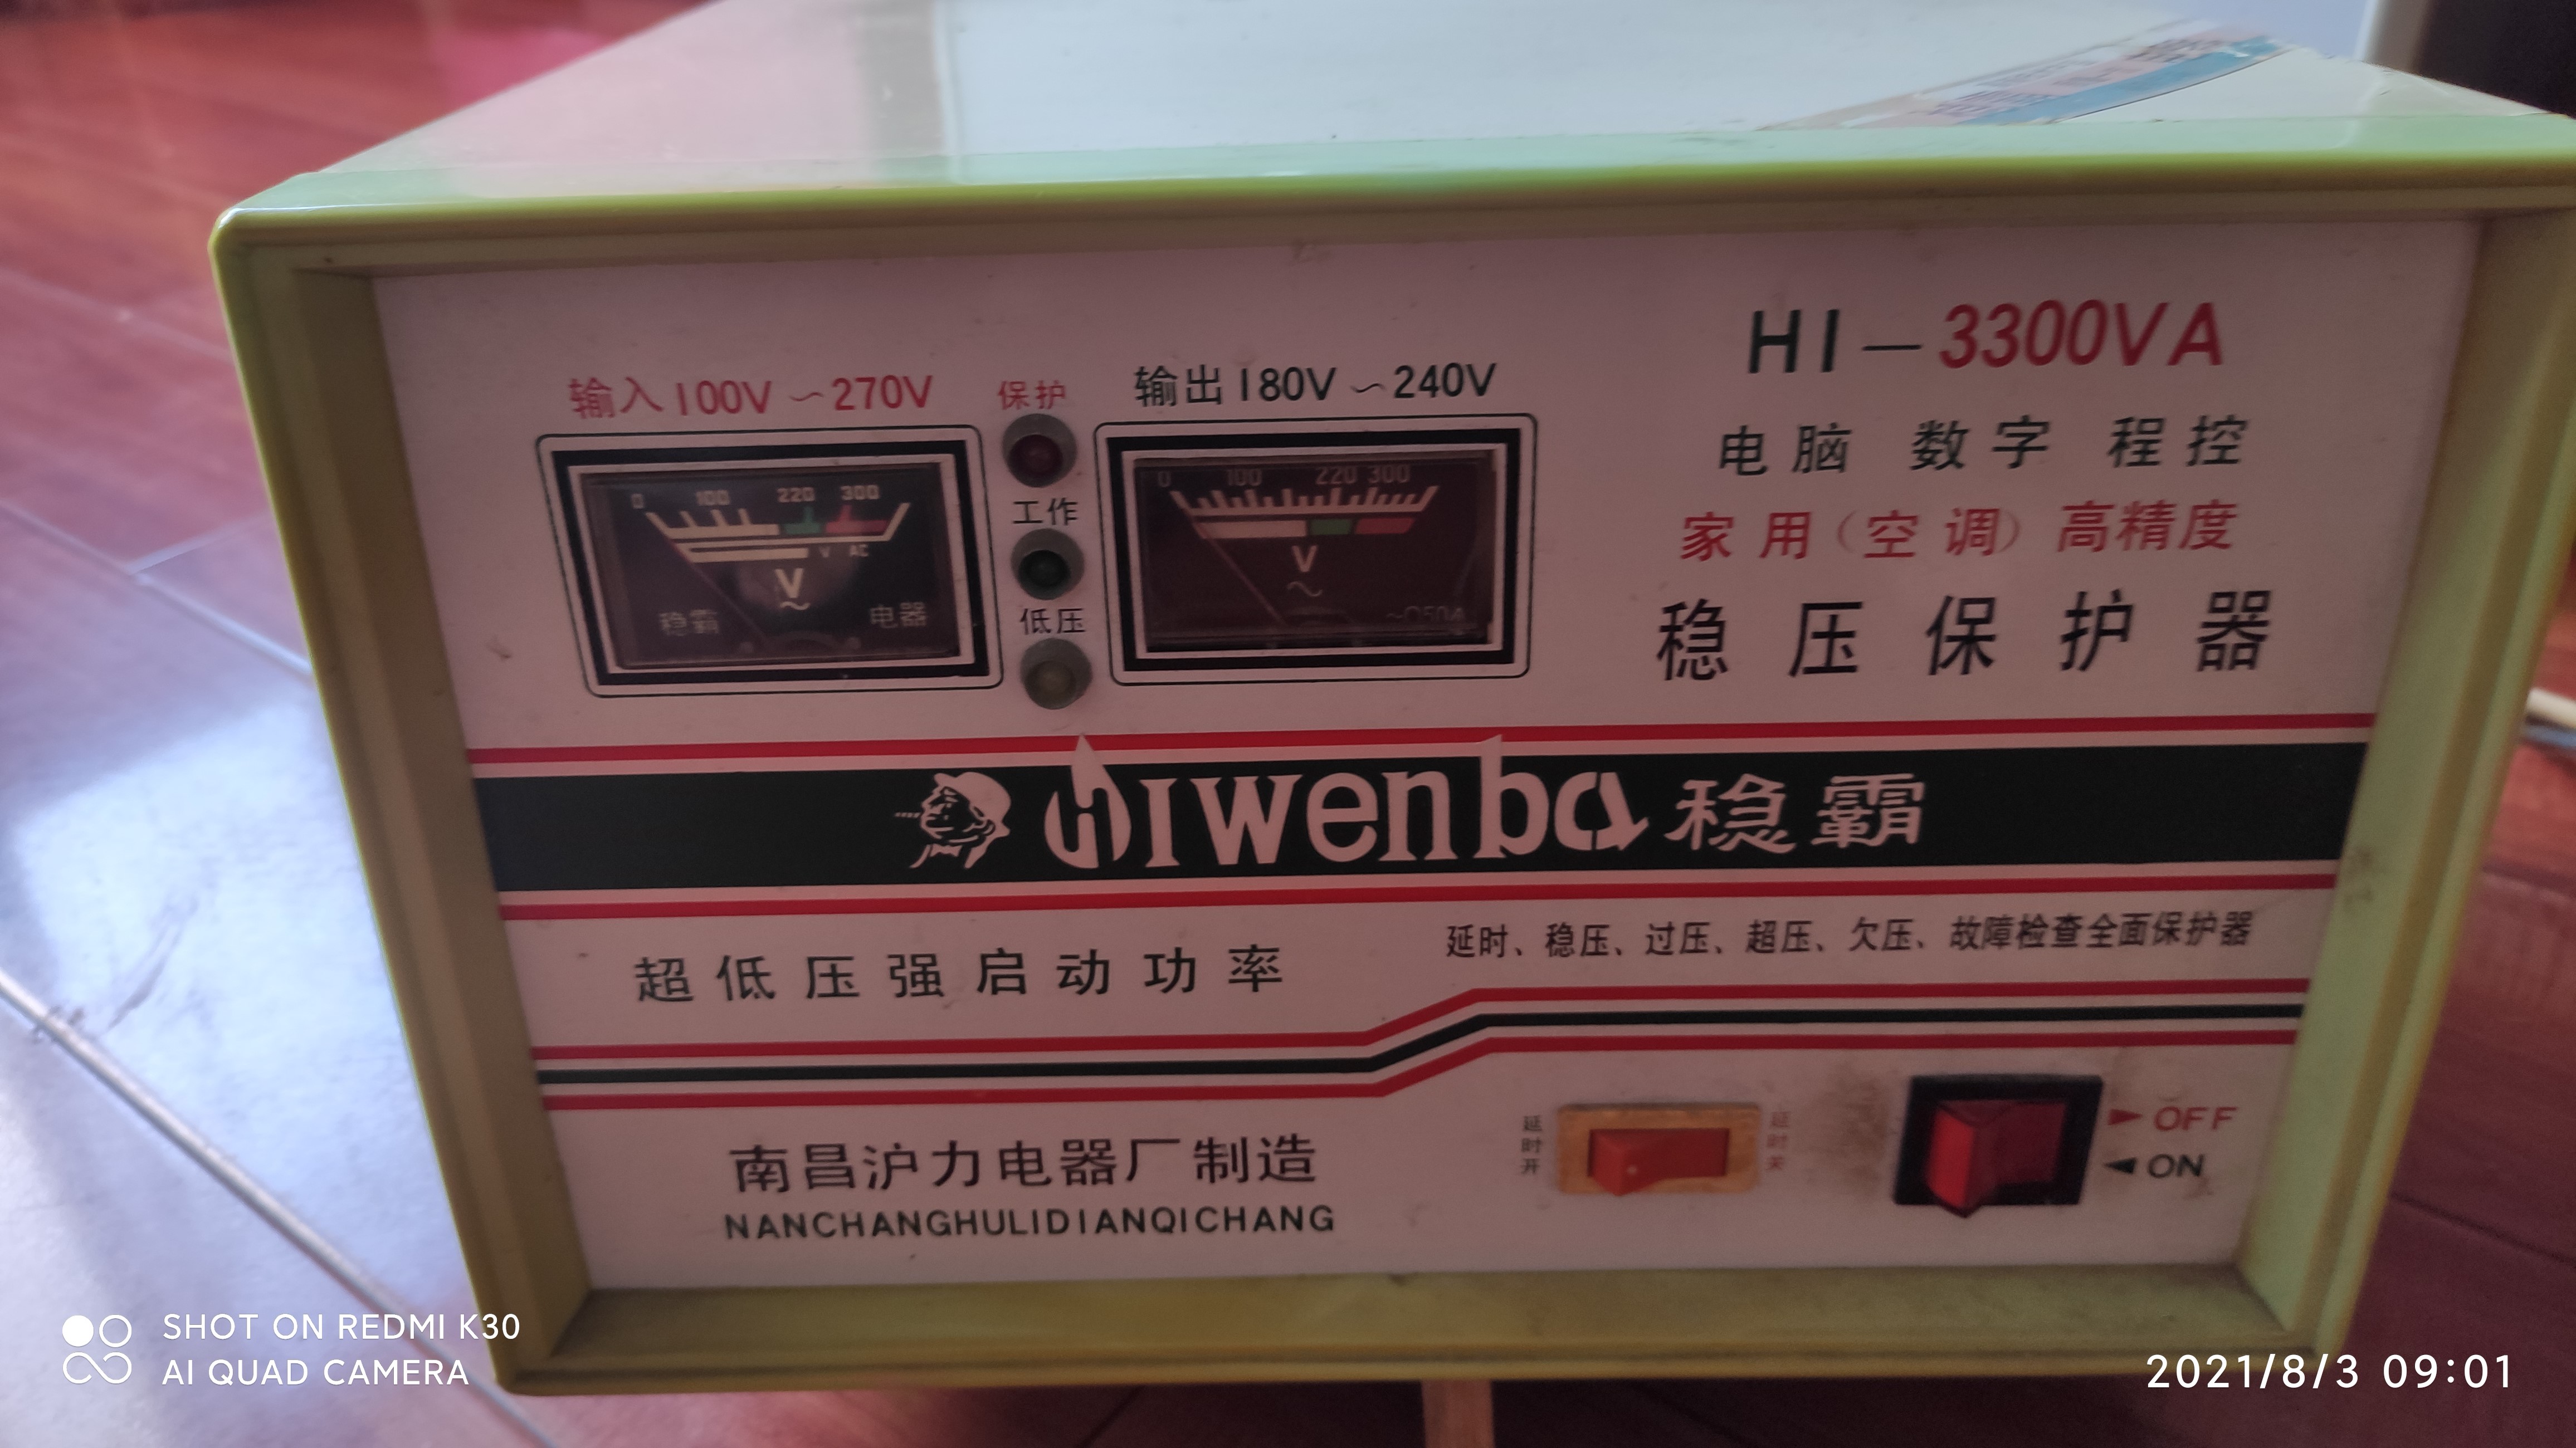 HI-3300VA
输入100V~270V
保护
输出180V~240V
电脑 数字 程控
0 100 220 300
V AC
V
~
稳霸 电器
工作
低压
0 100 220 300
V
~
家用(空调)高精度
稳压保护器
hiwenba 稳霸
超低压强启动功率
延时、稳压、过压、超压、欠压、故障检查全面保护器
南昌沪力电器厂制造
NANCHANGHULIDIANQICHANG
延时开
延时关
OFF
ON
SHOT ON REDMI K30
AI QUAD CAMERA
2021/8/3 09:01